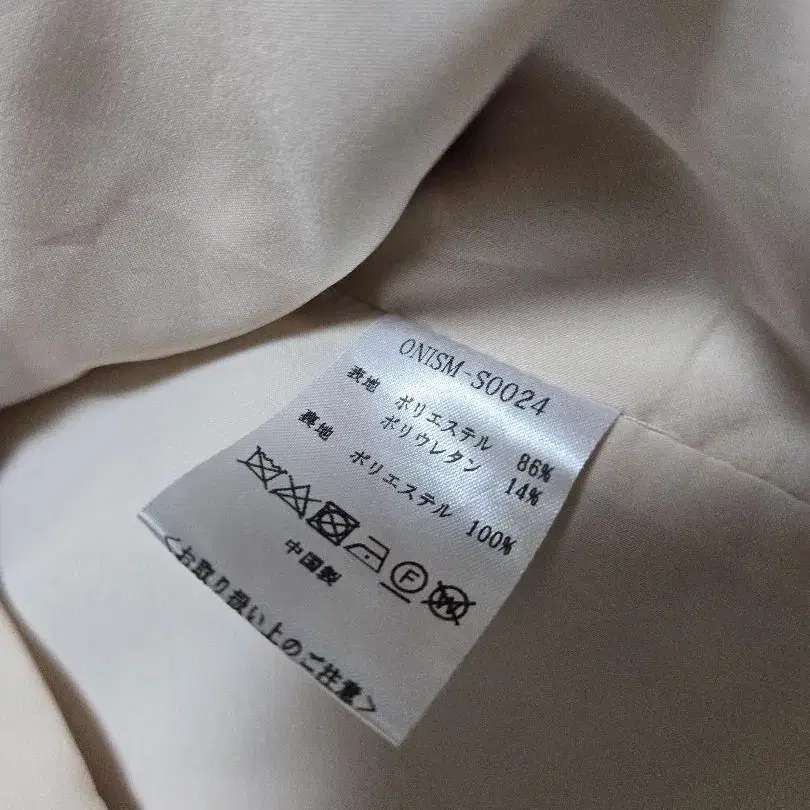 ONISM-S0024
表地 ポリエステル 86%
ポリウレタン 14%
裏地 ポリエステル 100%
F W
中国製
<お取り扱い上のご注意>